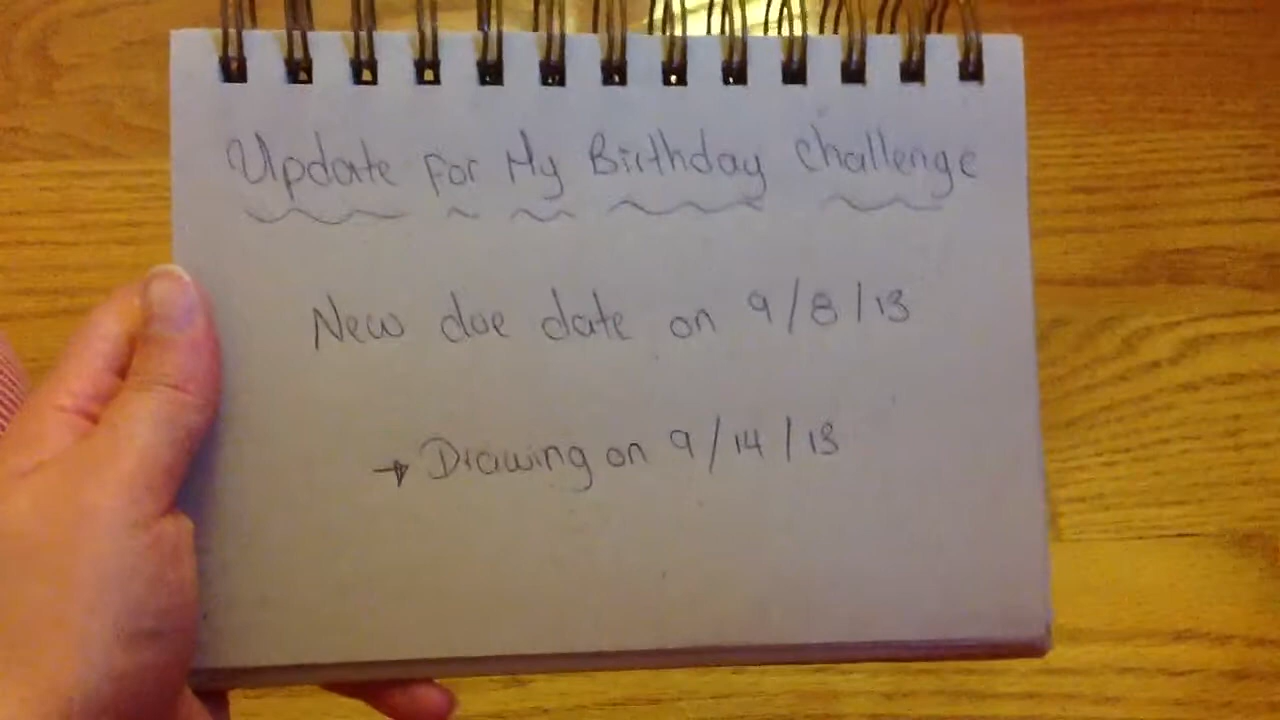 Update For My Birthday Challenge
New due date on 9/8/13
→ Drawing on 9/14/13